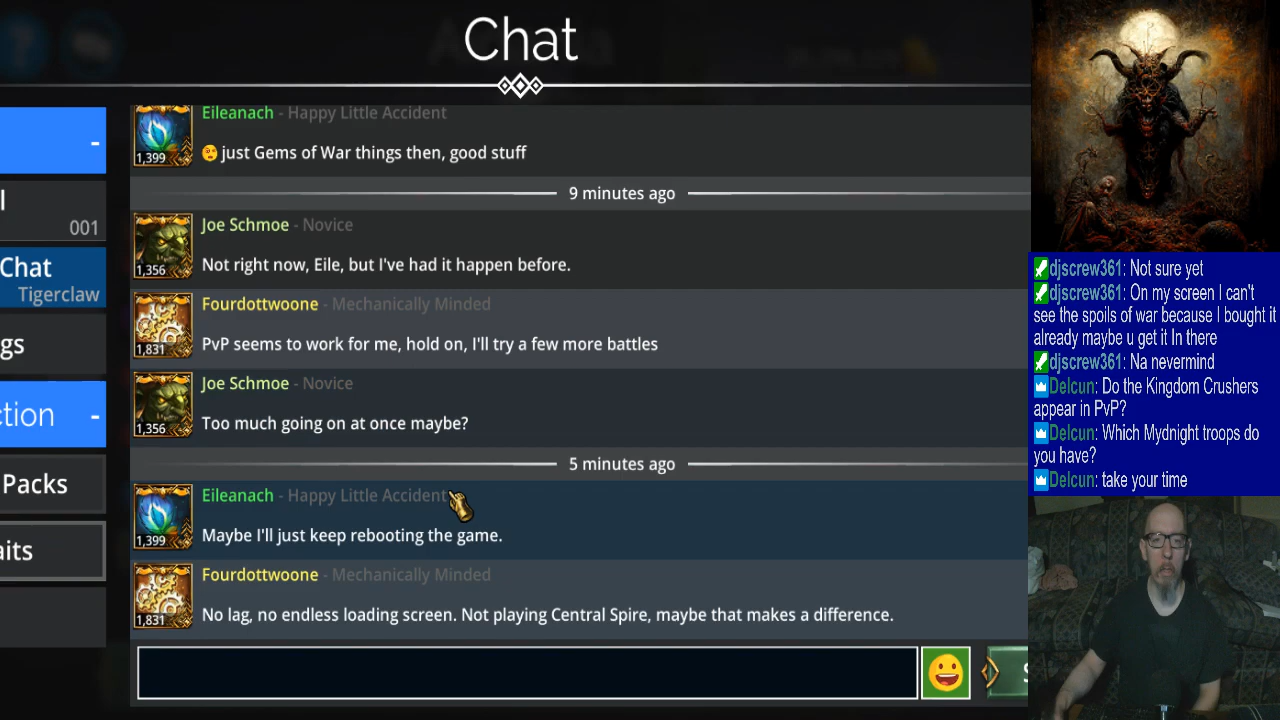 Chat
-
001
Chat
Tigerclaw
gs
ction -
Packs
aits
Eileanach - Happy Little Accident
just Gems of War things then, good stuff
1,399
9 minutes ago
Joe Schmoe - Novice
Not right now, Eile, but I've had it happen before.
1,356
Fourdottwoone - Mechanically Minded
PvP seems to work for me, hold on, I'll try a few more battles
1,831
Joe Schmoe - Novice
Too much going on at once maybe?
1,356
5 minutes ago
Eileanach - Happy Little Accident
Maybe I'll just keep rebooting the game.
1,399
Fourdottwoone - Mechanically Minded
No lag, no endless loading screen. Not playing Central Spire, maybe that makes a difference.
1,831
S
djscrew361: Not sure yet
djscrew361: On my screen I can't
see the spoils of war because I bought it
already maybe u get it In there
djscrew361: Na nevermind
Delcun: Do the Kingdom Crushers
appear in PvP?
Delcun: Which Mydnight troops do
you have?
Delcun: take your time